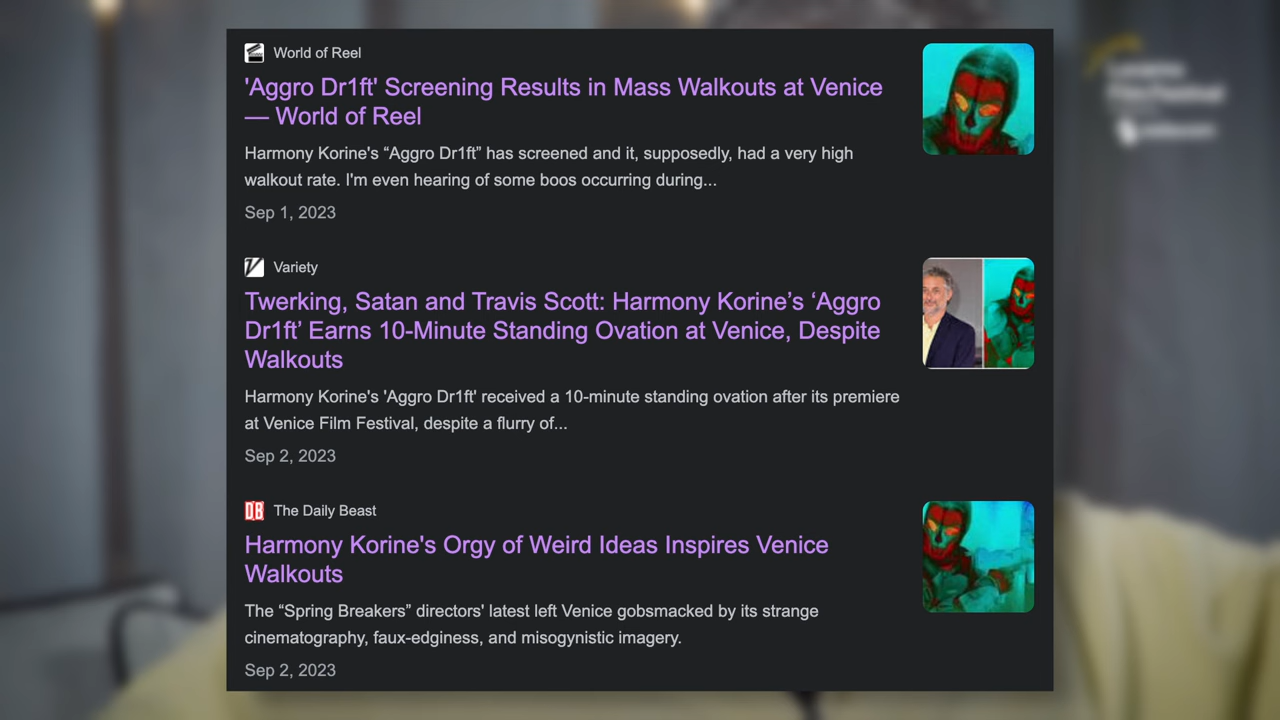 World of Reel
'Aggro Dr1ft' Screening Results in Mass Walkouts at Venice
— World of Reel
Harmony Korine's “Aggro Dr1ft” has screened and it, supposedly, had a very high
walkout rate. I'm even hearing of some boos occurring during...
Sep 1, 2023
Variety
Twerking, Satan and Travis Scott: Harmony Korine’s ‘Aggro
Dr1ft’ Earns 10-Minute Standing Ovation at Venice, Despite
Walkouts
Harmony Korine's 'Aggro Dr1ft' received a 10-minute standing ovation after its premiere
at Venice Film Festival, despite a flurry of...
Sep 2, 2023
DB The Daily Beast
Harmony Korine's Orgy of Weird Ideas Inspires Venice
Walkouts
The “Spring Breakers” directors' latest left Venice gobsmacked by its strange
cinematography, faux-edginess, and misogynistic imagery.
Sep 2, 2023